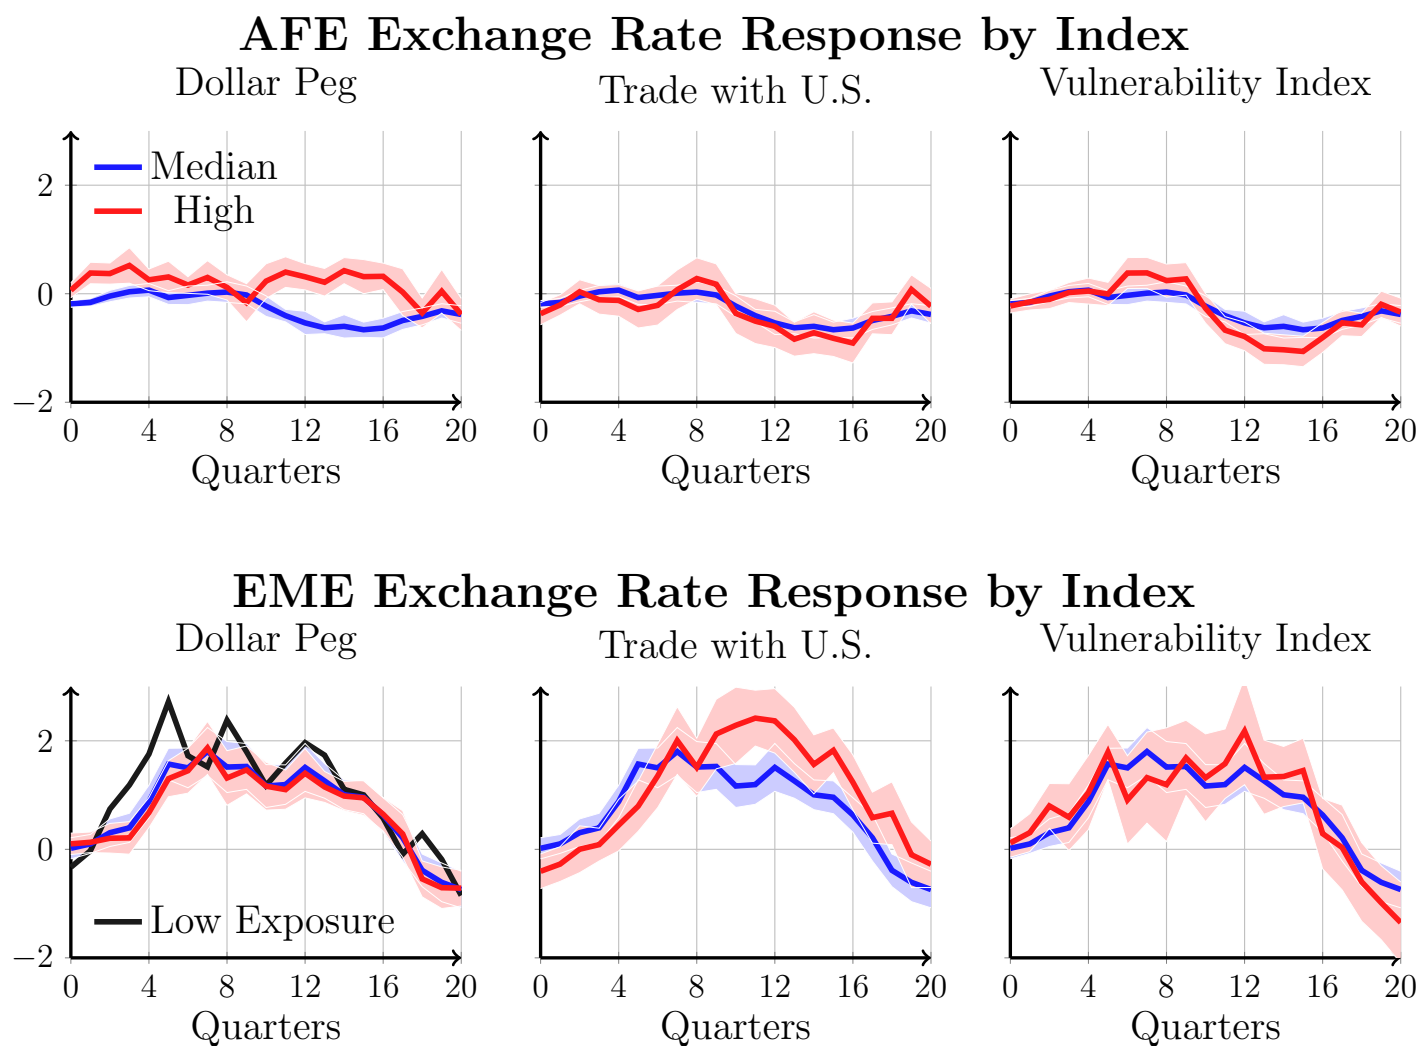 AFE Exchange Rate Response by Index
Dollar Peg
Trade with U.S.
Vulnerability Index
Median
High
2
0
−2
0 4 8 12 16 20
0 4 8 12 16 20
0 4 8 12 16 20
Quarters
Quarters
Quarters
EME Exchange Rate Response by Index
Dollar Peg
Trade with U.S.
Vulnerability Index
2
0
Low Exposure
−2
0 4 8 12 16 20
0 4 8 12 16 20
0 4 8 12 16 20
Quarters
Quarters
Quarters